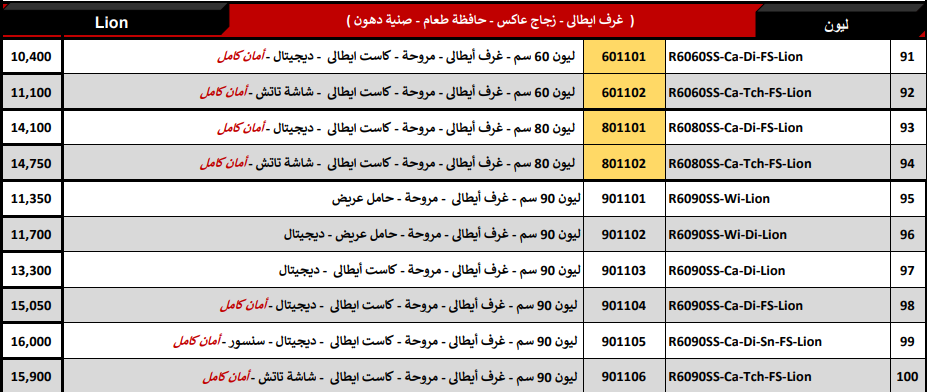 ليون ( غرف ايطالى - زجاج عاكس - حافظة طعام - صنية دهون ) Lion
91 R6060SS-Ca-Di-FS-Lion 601101 ليون 60 سم - غرف أيطالى - مروحة - كاست ايطالى - ديجيتال - أمان كامل 10,400
92 R6060SS-Ca-Tch-FS-Lion 601102 ليون 60 سم - غرف أيطالى - مروحة - كاست ايطالى - شاشة تاتش - أمان كامل 11,100
93 R6080SS-Ca-Di-FS-Lion 801101 ليون 80 سم - غرف أيطالى - مروحة - كاست ايطالى - ديجيتال - أمان كامل 14,100
94 R6080SS-Ca-Tch-FS-Lion 801102 ليون 80 سم - غرف أيطالى - مروحة - كاست ايطالى - شاشة تاتش - أمان كامل 14,750
95 R6090SS-Wi-Lion 901101 ليون 90 سم - غرف أيطالى - مروحة - حامل عريض 11,350
96 R6090SS-Wi-Di-Lion 901102 ليون 90 سم - غرف أيطالى - مروحة - حامل عريض - ديجيتال 11,700
97 R6090SS-Ca-Di-Lion 901103 ليون 90 سم - غرف أيطالى - مروحة - كاست أيطالى - ديجيتال 13,300
98 R6090SS-Ca-Di-FS-Lion 901104 ليون 90 سم - غرف أيطالى - مروحة - كاست ايطالى - ديجيتال - أمان كامل 15,050
99 R6090SS-Ca-Di-Sn-FS-Lion 901105 ليون 90 سم - غرف أيطالى - مروحة - كاست ايطالى - ديجيتال - سنسور - أمان كامل 16,000
100 R6090SS-Ca-Tch-FS-Lion 901106 ليون 90 سم - غرف أيطالى - مروحة - كاست ايطالى - شاشة تاتش - أمان كامل 15,900